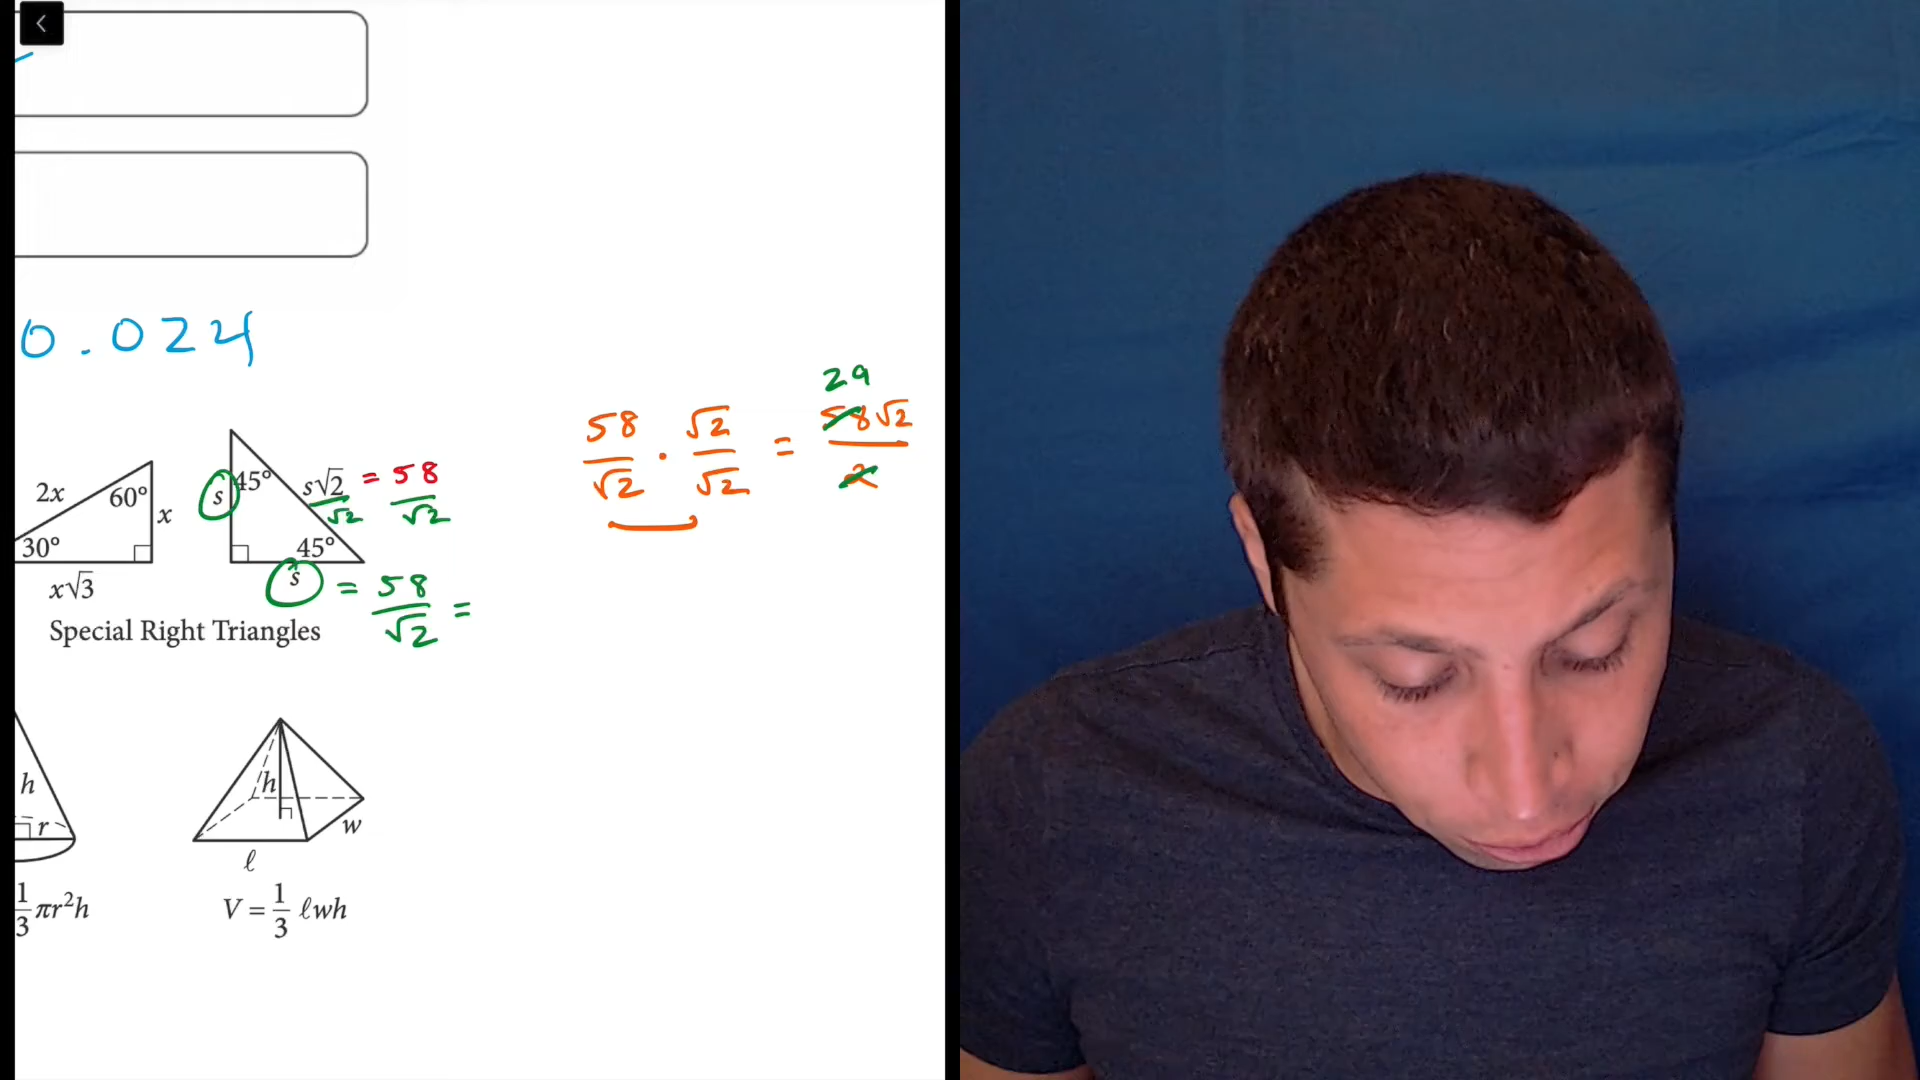 <
0.024
2x
60°
x
30°
x√3
s
45°
s√2 = 58
√2 √2
45°
s = 58/√2 =
Special Right Triangles
58/√2 · √2/√2 = 58√2/2
29
h
r
1/3 πr²h
h
w
ℓ
V = 1/3 ℓwh